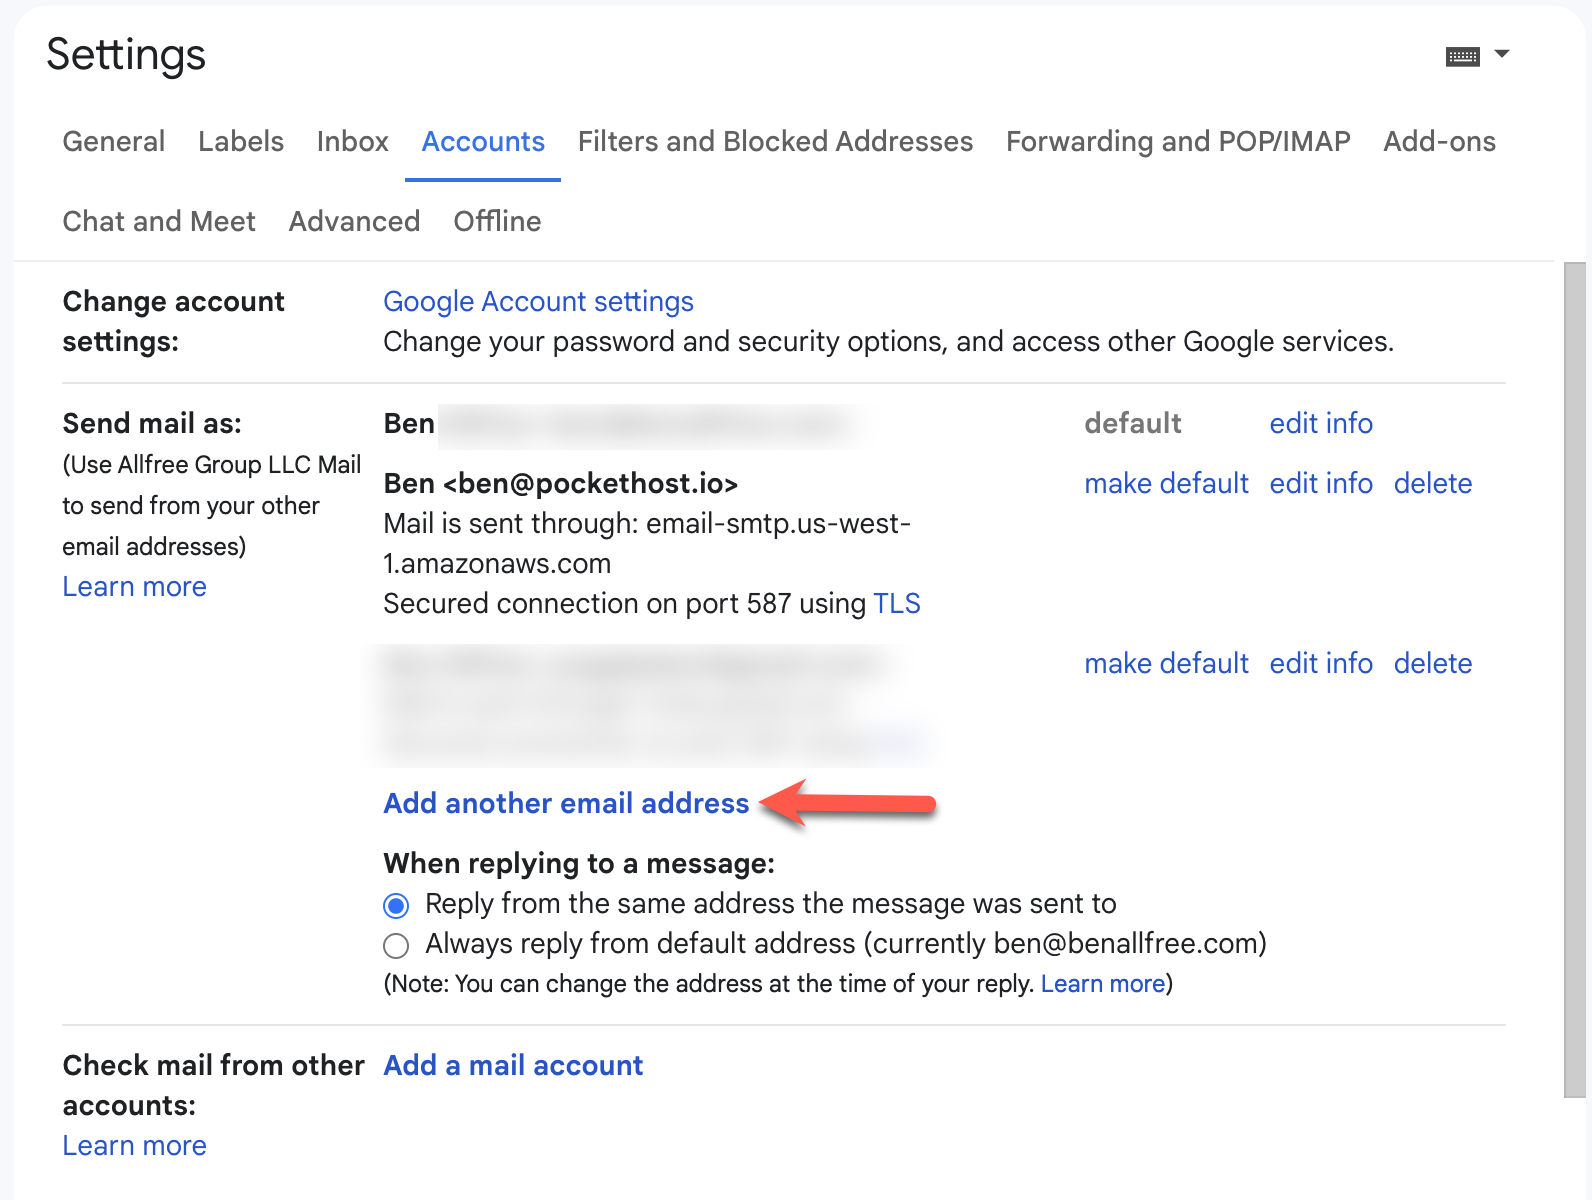 Settings
General Labels Inbox Accounts Filters and Blocked Addresses Forwarding and POP/IMAP Add-ons
Chat and Meet Advanced Offline
Change account settings:
Google Account settings
Change your password and security options, and access other Google services.
Send mail as:
(Use Allfree Group LLC Mail
to send from your other
email addresses)
Learn more
Ben
default edit info
Ben <ben@pockethost.io>
make default edit info delete
Mail is sent through: email-smtp.us-west-
1.amazonaws.com
Secured connection on port 587 using TLS
make default edit info delete
Add another email address
When replying to a message:
Reply from the same address the message was sent to
Always reply from default address (currently ben@benallfree.com)
(Note: You can change the address at the time of your reply. Learn more)
Check mail from other
accounts:
Learn more
Add a mail account